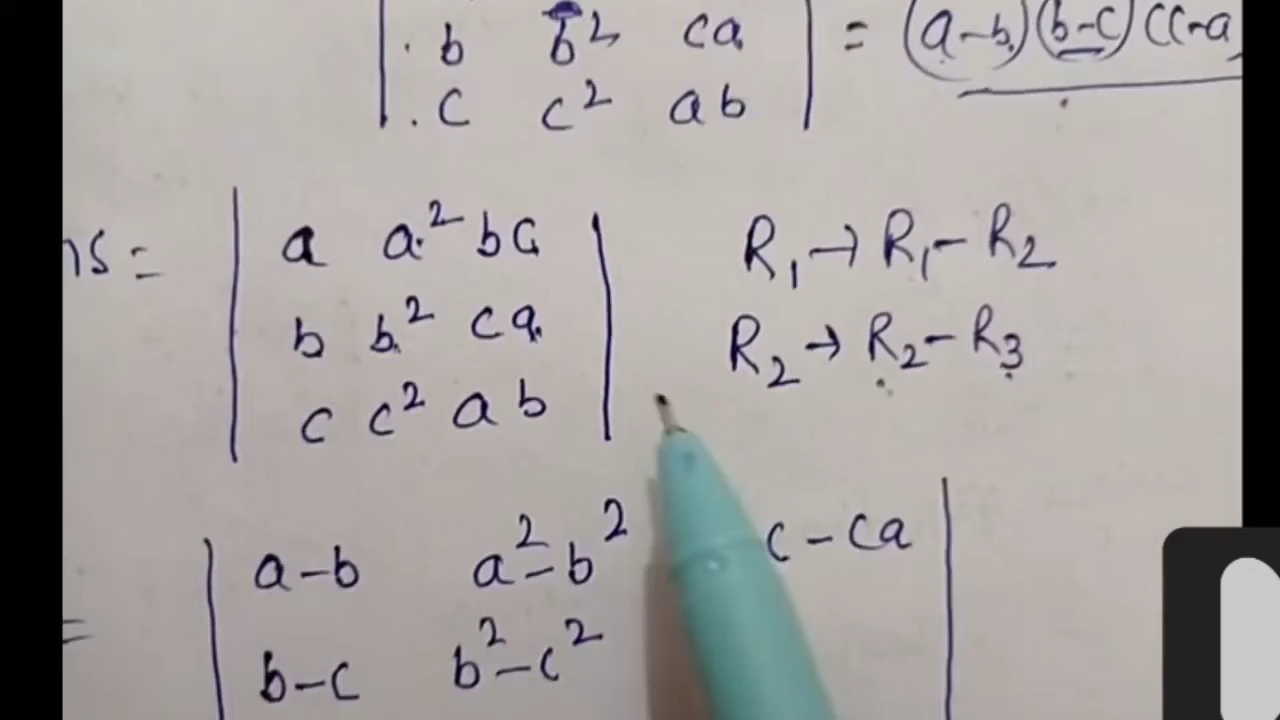 b b² ca = (a-b)(b-c)(c-a
c c² ab
= a a² bc R₁→R₁-R₂
b b² ca R₂→R₂-R₃
c c² ab
a-b a²-b² c-ca
= b-c b²-c²